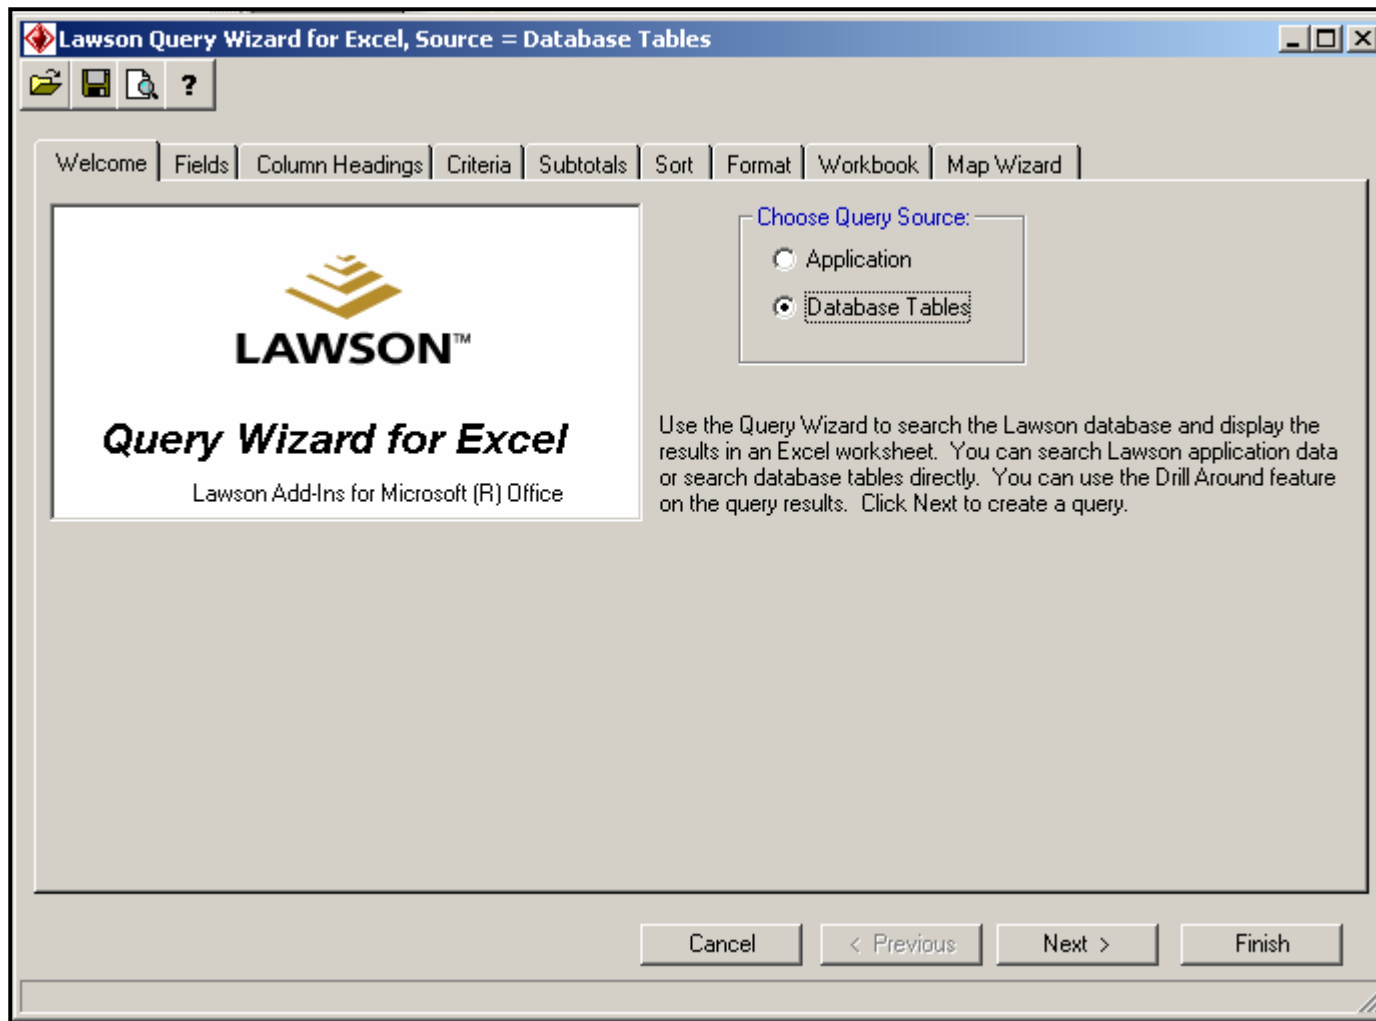 Lawson Query Wizard for Excel, Source = Database Tables
?
Welcome Fields Column Headings Criteria Subtotals Sort Format Workbook Map Wizard
LAWSON™
Query Wizard for Excel
Lawson Add-Ins for Microsoft (R) Office
Choose Query Source:
Application
Database Tables
Use the Query Wizard to search the Lawson database and display the
results in an Excel worksheet.  You can search Lawson application data
or search database tables directly.  You can use the Drill Around feature
on the query results.  Click Next to create a query.
Cancel < Previous Next > Finish